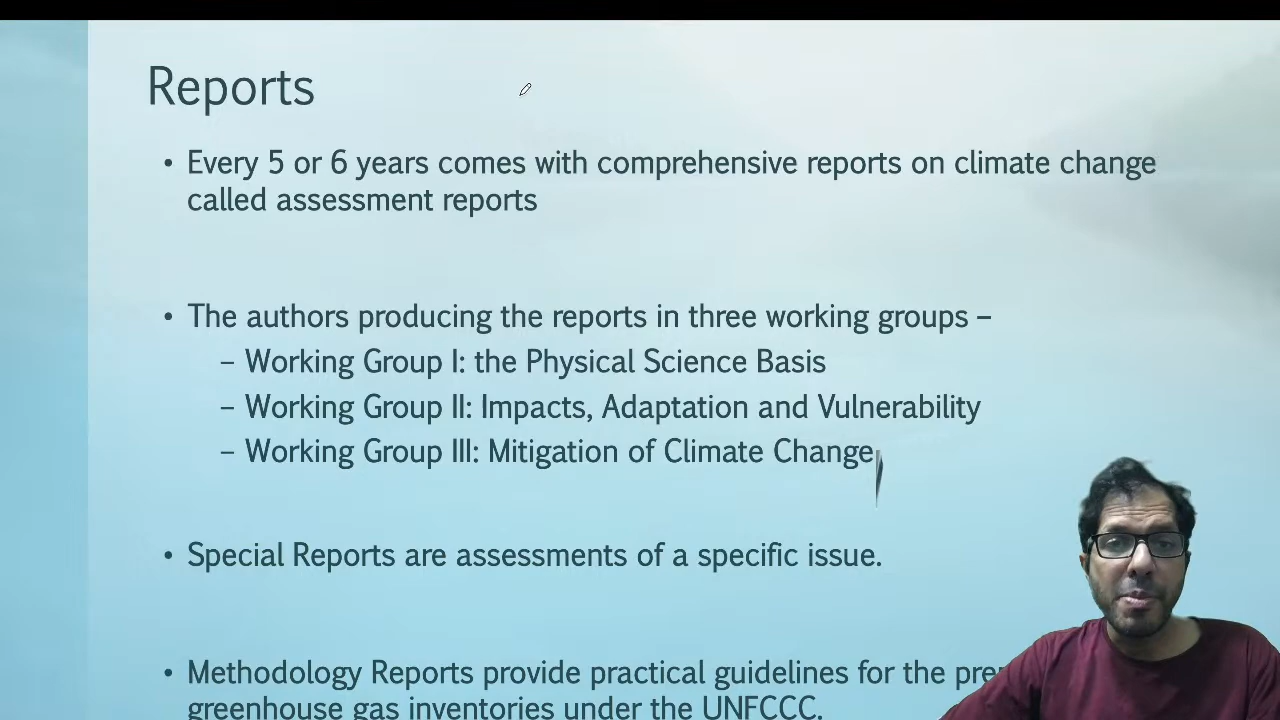 Reports
• Every 5 or 6 years comes with comprehensive reports on climate change
called assessment reports
• The authors producing the reports in three working groups –
– Working Group I: the Physical Science Basis
– Working Group II: Impacts, Adaptation and Vulnerability
– Working Group III: Mitigation of Climate Change
• Special Reports are assessments of a specific issue.
• Methodology Reports provide practical guidelines for the
greenhouse gas inventories under the UNFCCC.